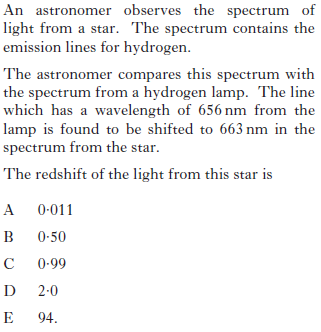 An astronomer observes the spectrum of
light from a star. The spectrum contains the
emission lines for hydrogen.
The astronomer compares this spectrum with
the spectrum from a hydrogen lamp. The line
which has a wavelength of 656 nm from the
lamp is found to be shifted to 663 nm in the
spectrum from the star.
The redshift of the light from this star is
A 0·011
B 0·50
C 0·99
D 2·0
E 94.